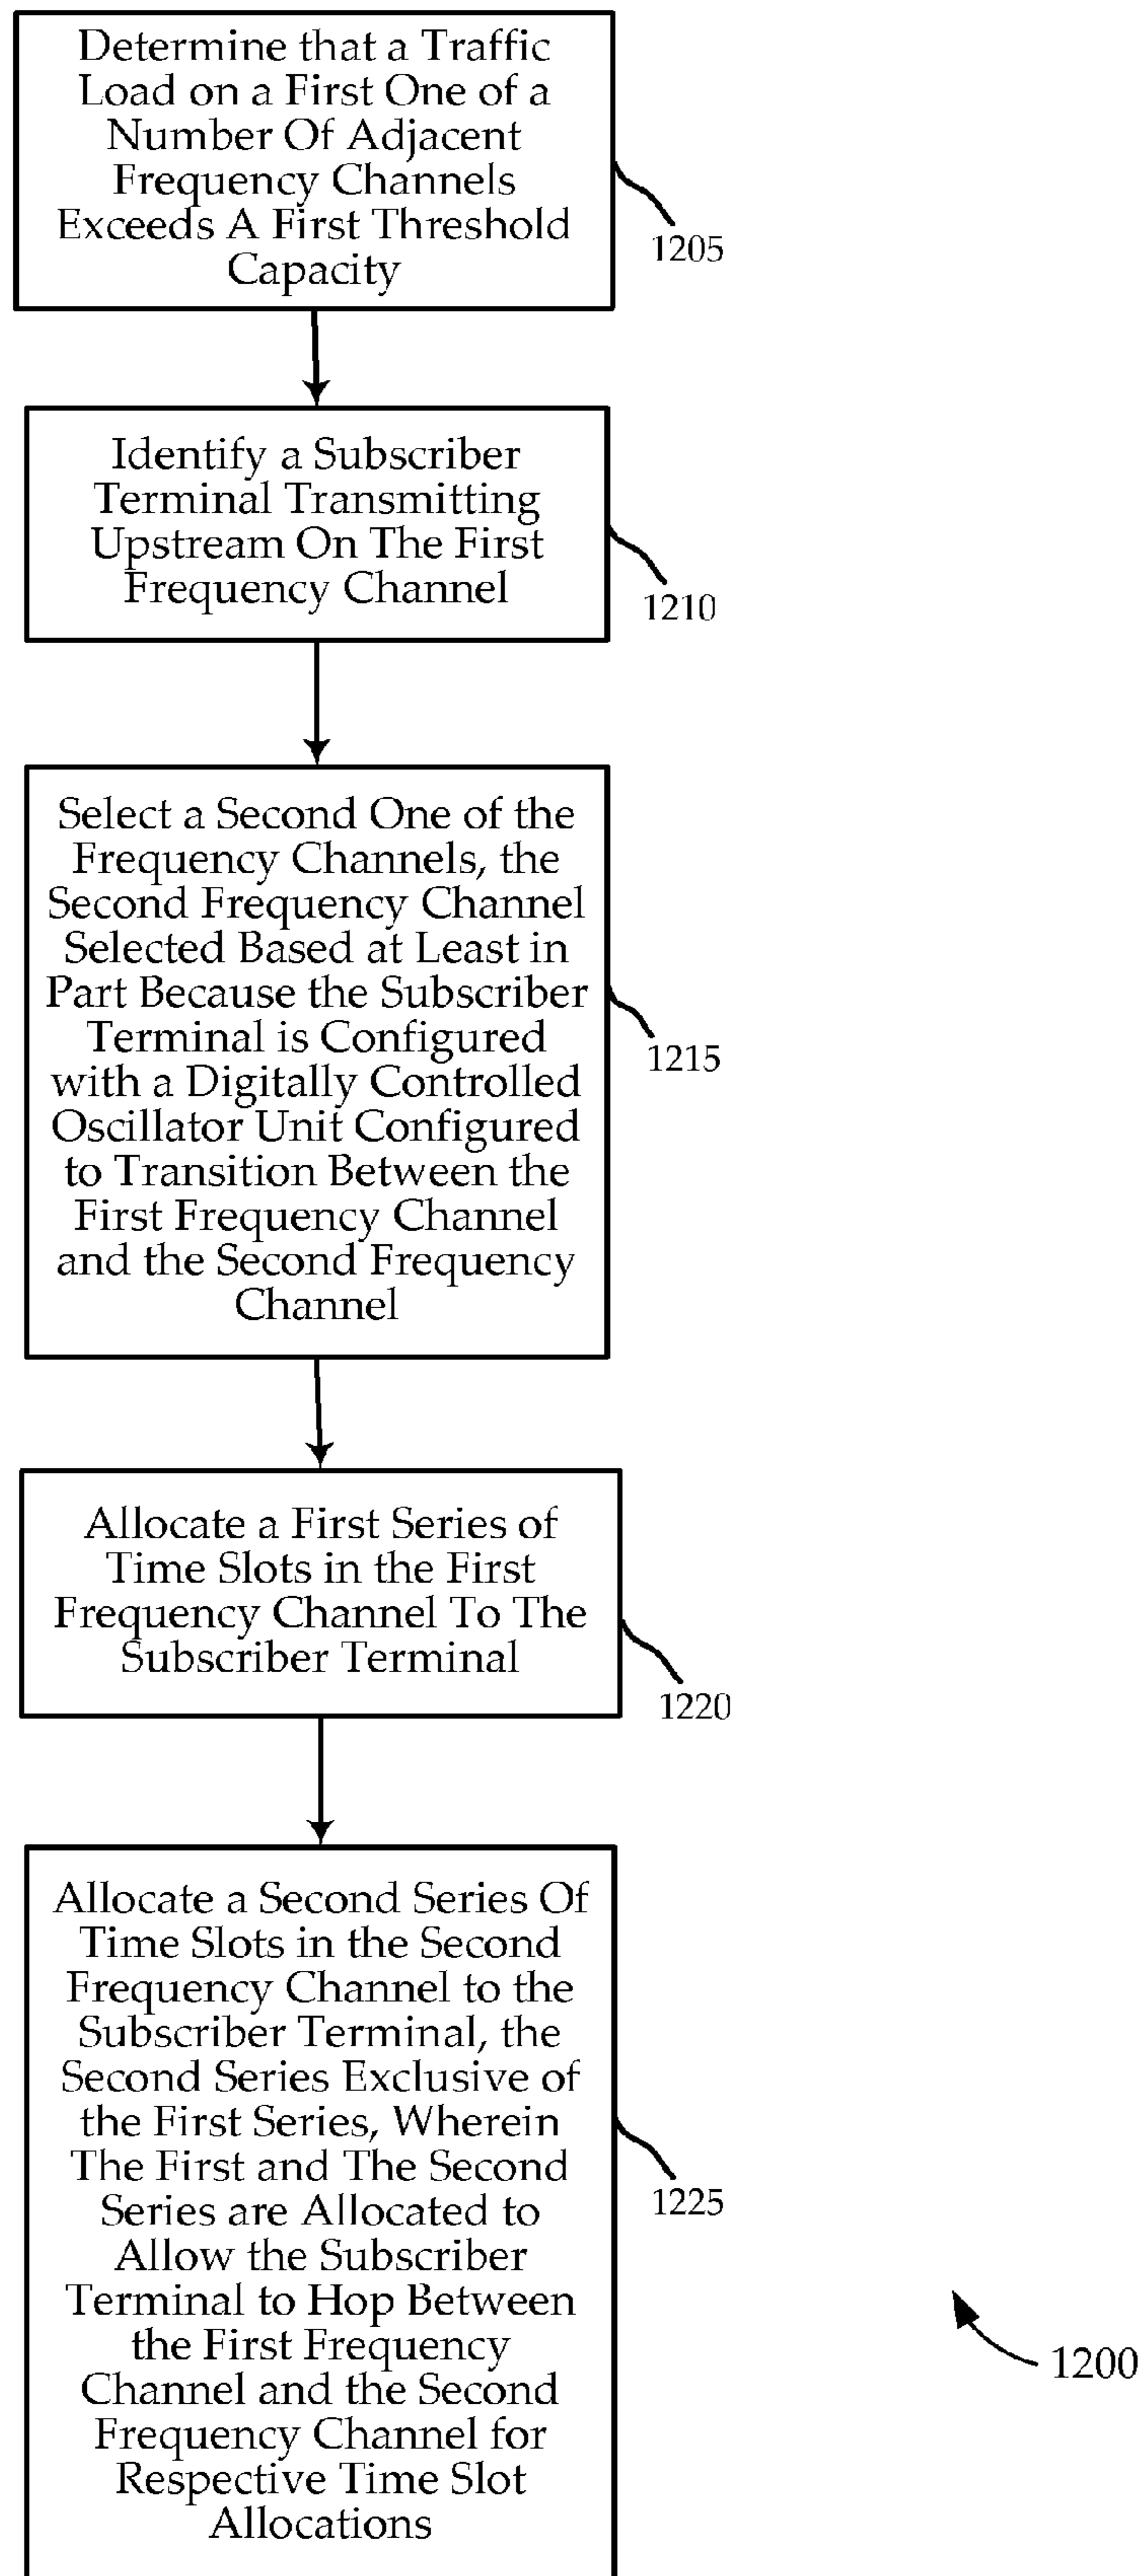 Determine that a Traffic
Load on a First One of a
Number Of Adjacent
Frequency Channels
Exceeds A First Threshold
Capacity
1205
Identify a Subscriber
Terminal Transmitting
Upstream On The First
Frequency Channel
1210
Select a Second One of the
Frequency Channels, the
Second Frequency Channel
Selected Based at Least in
Part Because the Subscriber
Terminal is Configured
with a Digitally Controlled
Oscillator Unit Configured
to Transition Between the
First Frequency Channel
and the Second Frequency
Channel
1215
Allocate a First Series of
Time Slots in the First
Frequency Channel To The
Subscriber Terminal
1220
Allocate a Second Series Of
Time Slots in the Second
Frequency Channel to the
Subscriber Terminal, the
Second Series Exclusive of
the First Series, Wherein
The First and The Second
Series are Allocated to
Allow the Subscriber
Terminal to Hop Between
the First Frequency
Channel and the Second
Frequency Channel for
Respective Time Slot
Allocations
1225
1200